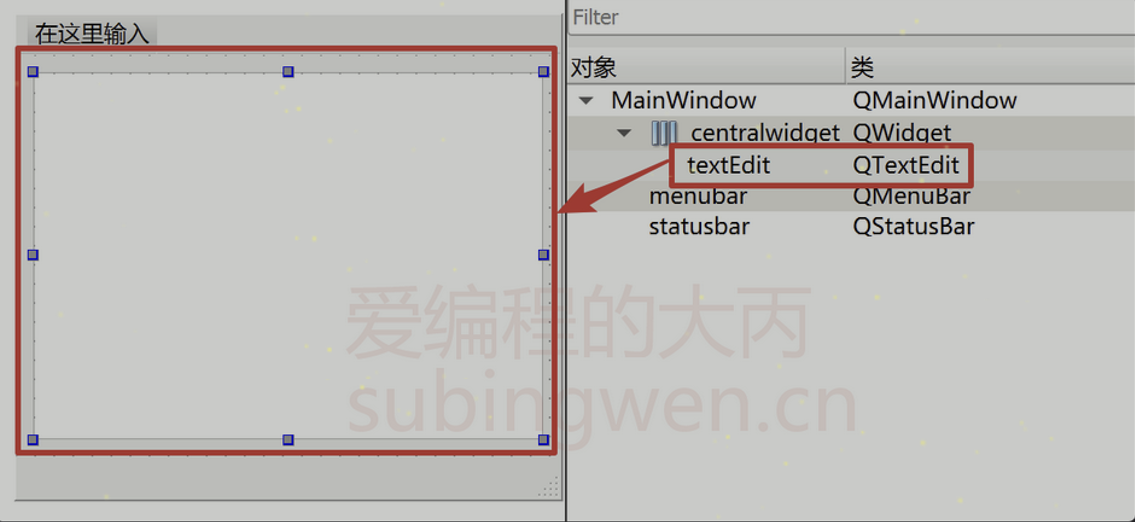 在这里输入
Filter
对象 类
MainWindow QMainWindow
centralwidget QWidget
textEdit QTextEdit
menubar QMenuBar
statusbar QStatusBar
爱编程的大丙
subingwen.cn